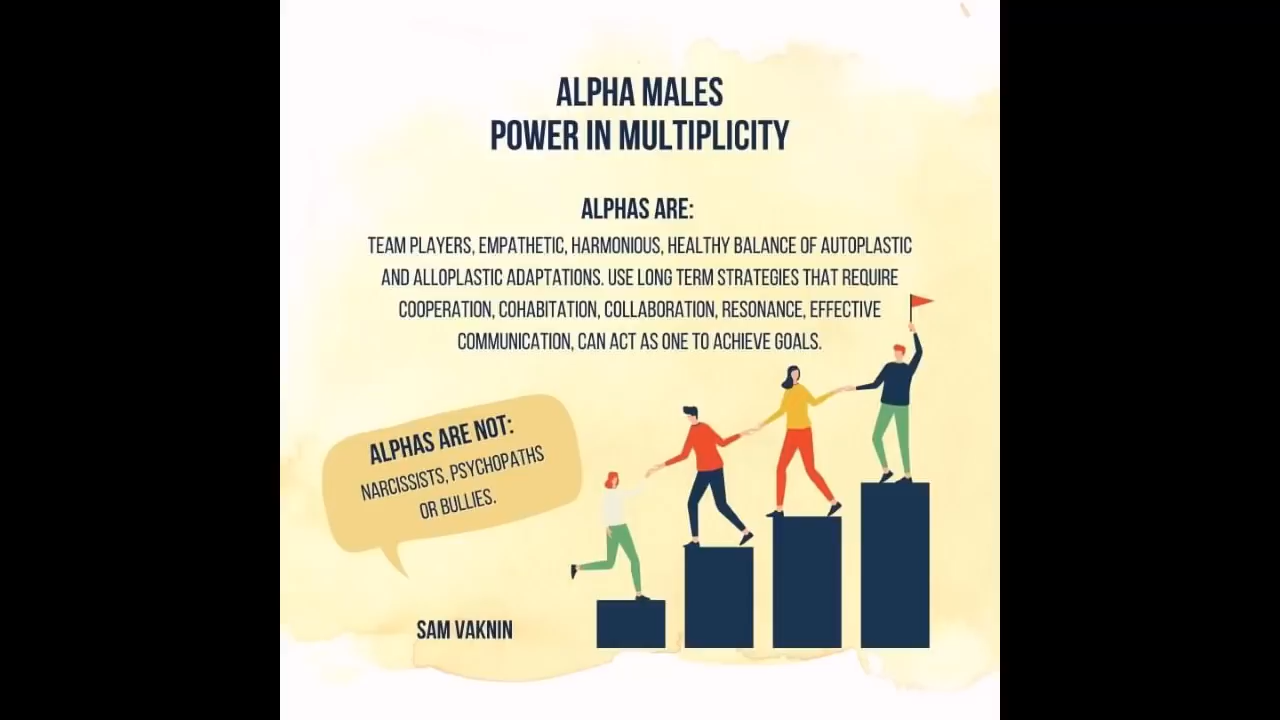 ALPHA MALES
POWER IN MULTIPLICITY
ALPHAS ARE:
TEAM PLAYERS, EMPATHETIC, HARMONIOUS, HEALTHY BALANCE OF AUTOPLASTIC
AND ALLOPLASTIC ADAPTATIONS. USE LONG TERM STRATEGIES THAT REQUIRE
COOPERATION, COHABITATION, COLLABORATION, RESONANCE, EFFECTIVE
COMMUNICATION, CAN ACT AS ONE TO ACHIEVE GOALS.
ALPHAS ARE NOT:
NARCISSISTS, PSYCHOPATHS
OR BULLIES.
SAM VAKNIN